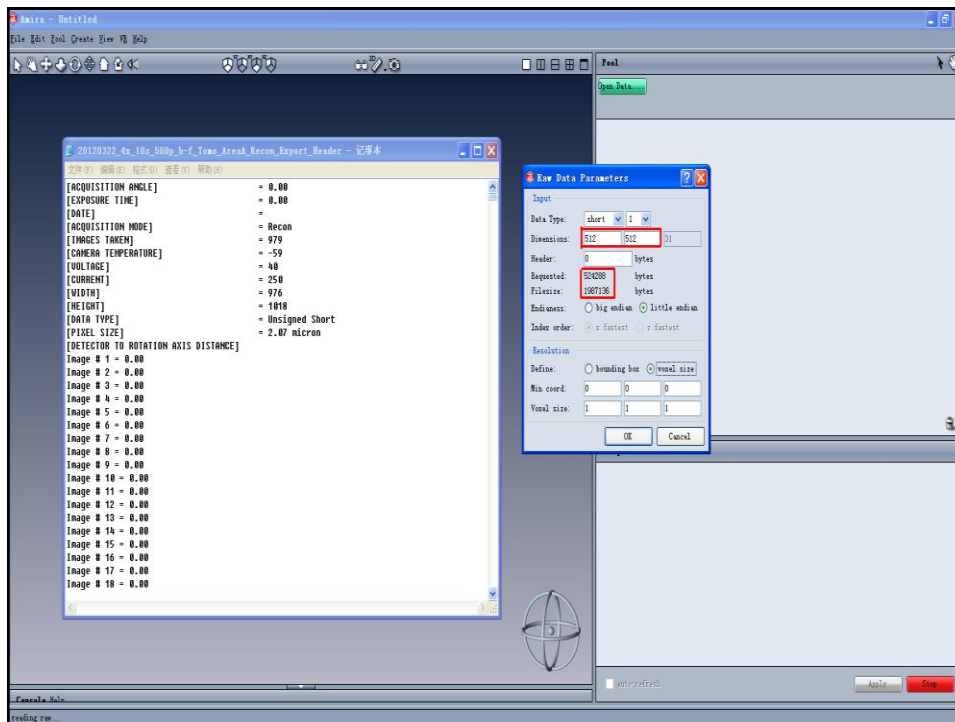 Amira - Untitled
File Edit Pool Create View VR Help
Pool
Open Data...
20120322_4x_10s_500p_b-f_Tomo_AreaA_Recon_Export_Header - 记事本
文件(F) 编辑(E) 格式(O) 查看(V) 帮助(H)
[ACQUISITION ANGLE] = 0.00
[EXPOSURE TIME] = 0.00
[DATE] =
[ACQUISITION MODE] = Recon
[IMAGES TAKEN] = 979
[CAMERA TEMPERATURE] = -59
[VOLTAGE] = 40
[CURRENT] = 250
[WIDTH] = 976
[HEIGHT] = 1018
[DATA TYPE] = Unsigned Short
[PIXEL SIZE] = 2.07 micron
[DETECTOR TO ROTATION AXIS DISTANCE]
Image # 1 = 0.00
Image # 2 = 0.00
Image # 3 = 0.00
Image # 4 = 0.00
Image # 5 = 0.00
Image # 6 = 0.00
Image # 7 = 0.00
Image # 8 = 0.00
Image # 9 = 0.00
Image # 10 = 0.00
Image # 11 = 0.00
Image # 12 = 0.00
Image # 13 = 0.00
Image # 14 = 0.00
Image # 15 = 0.00
Image # 16 = 0.00
Image # 17 = 0.00
Image # 18 = 0.00
Raw Data Parameters
Input
Data Type: short 1
Dimensions: 512 512 31
Header: 0 bytes
Requested: 524288 bytes
Filesize: 1987136 bytes
Endianess: big endian little endian
Index order: x fastest z fastest
Resolution
Define: bounding box voxel size
Min coord: 0 0 0
Voxel size: 1 1 1
OK Cancel
auto-refresh Apply Stop
Console Help
reading raw...